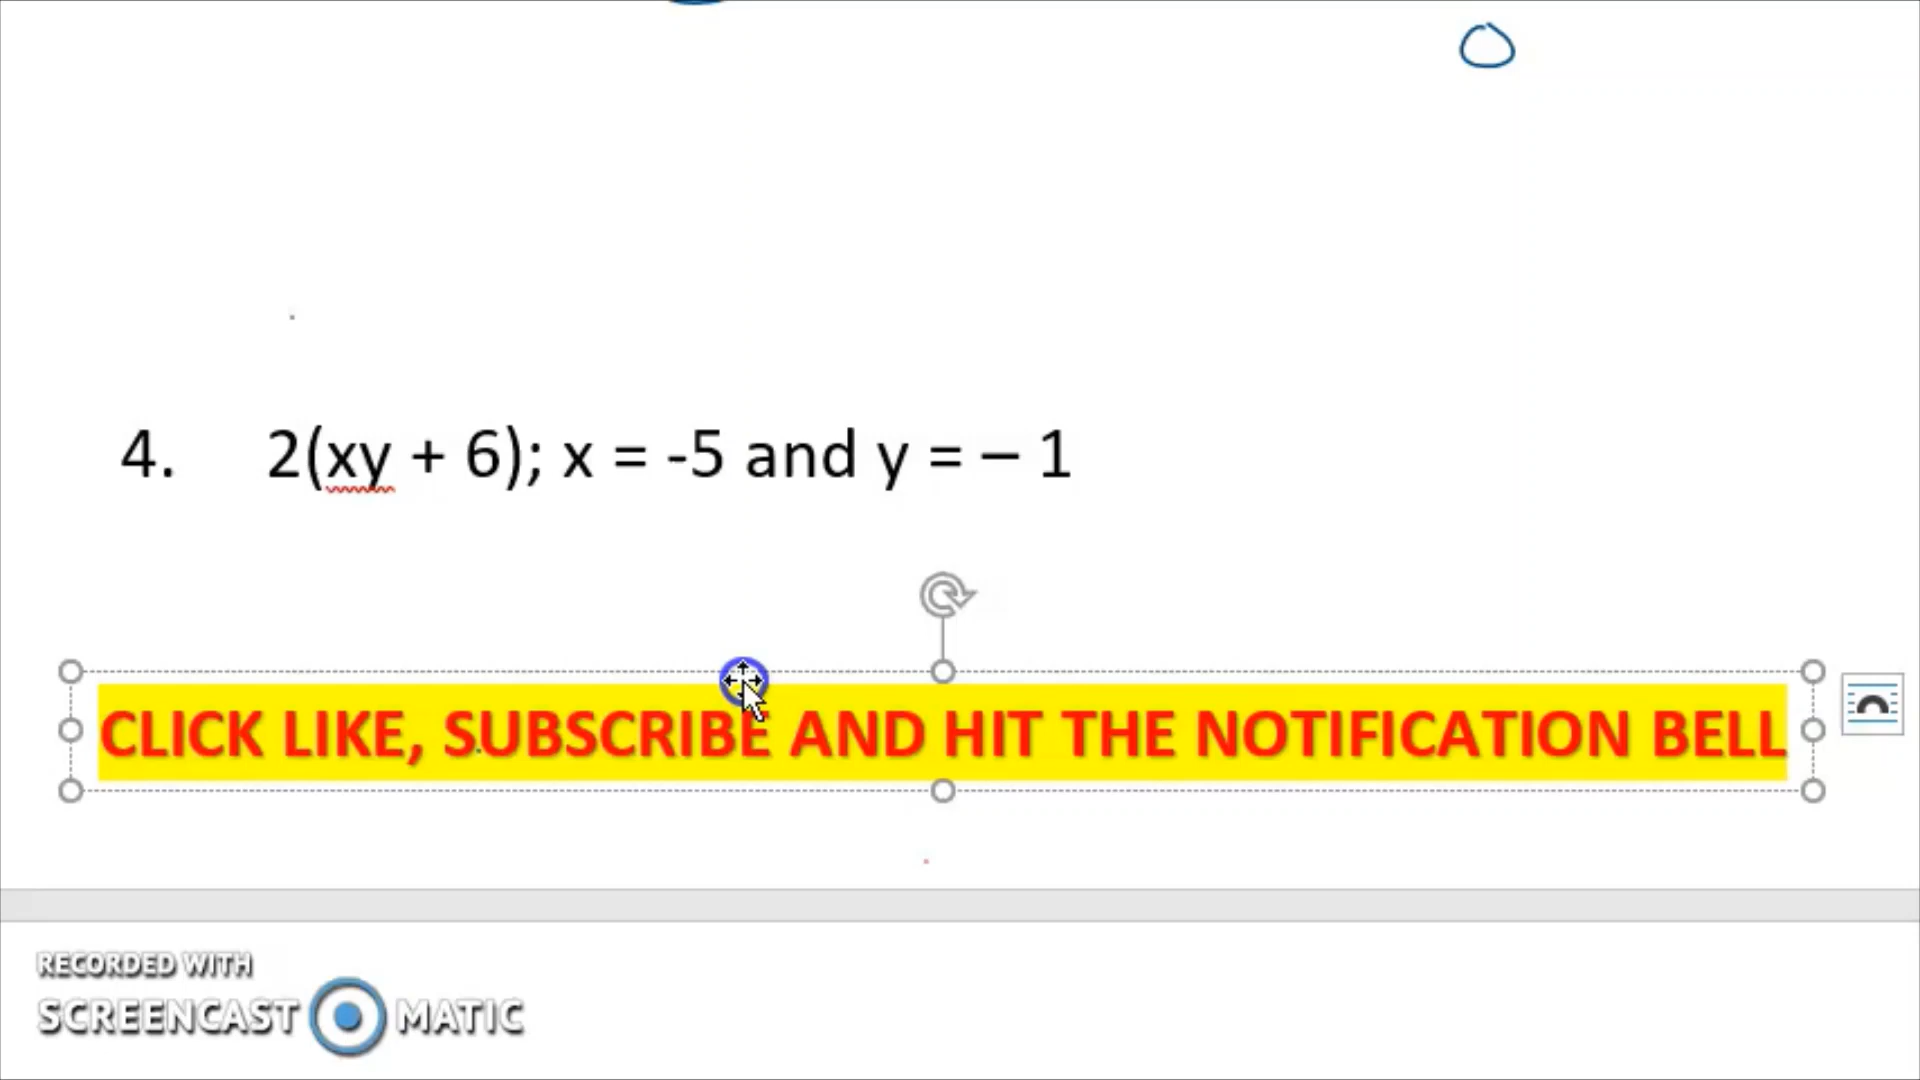 4. 2(xy + 6); x = -5 and y = – 1
CLICK LIKE, SUBSCRIBE AND HIT THE NOTIFICATION BELL
RECORDED WITH
SCREENCAST MATIC